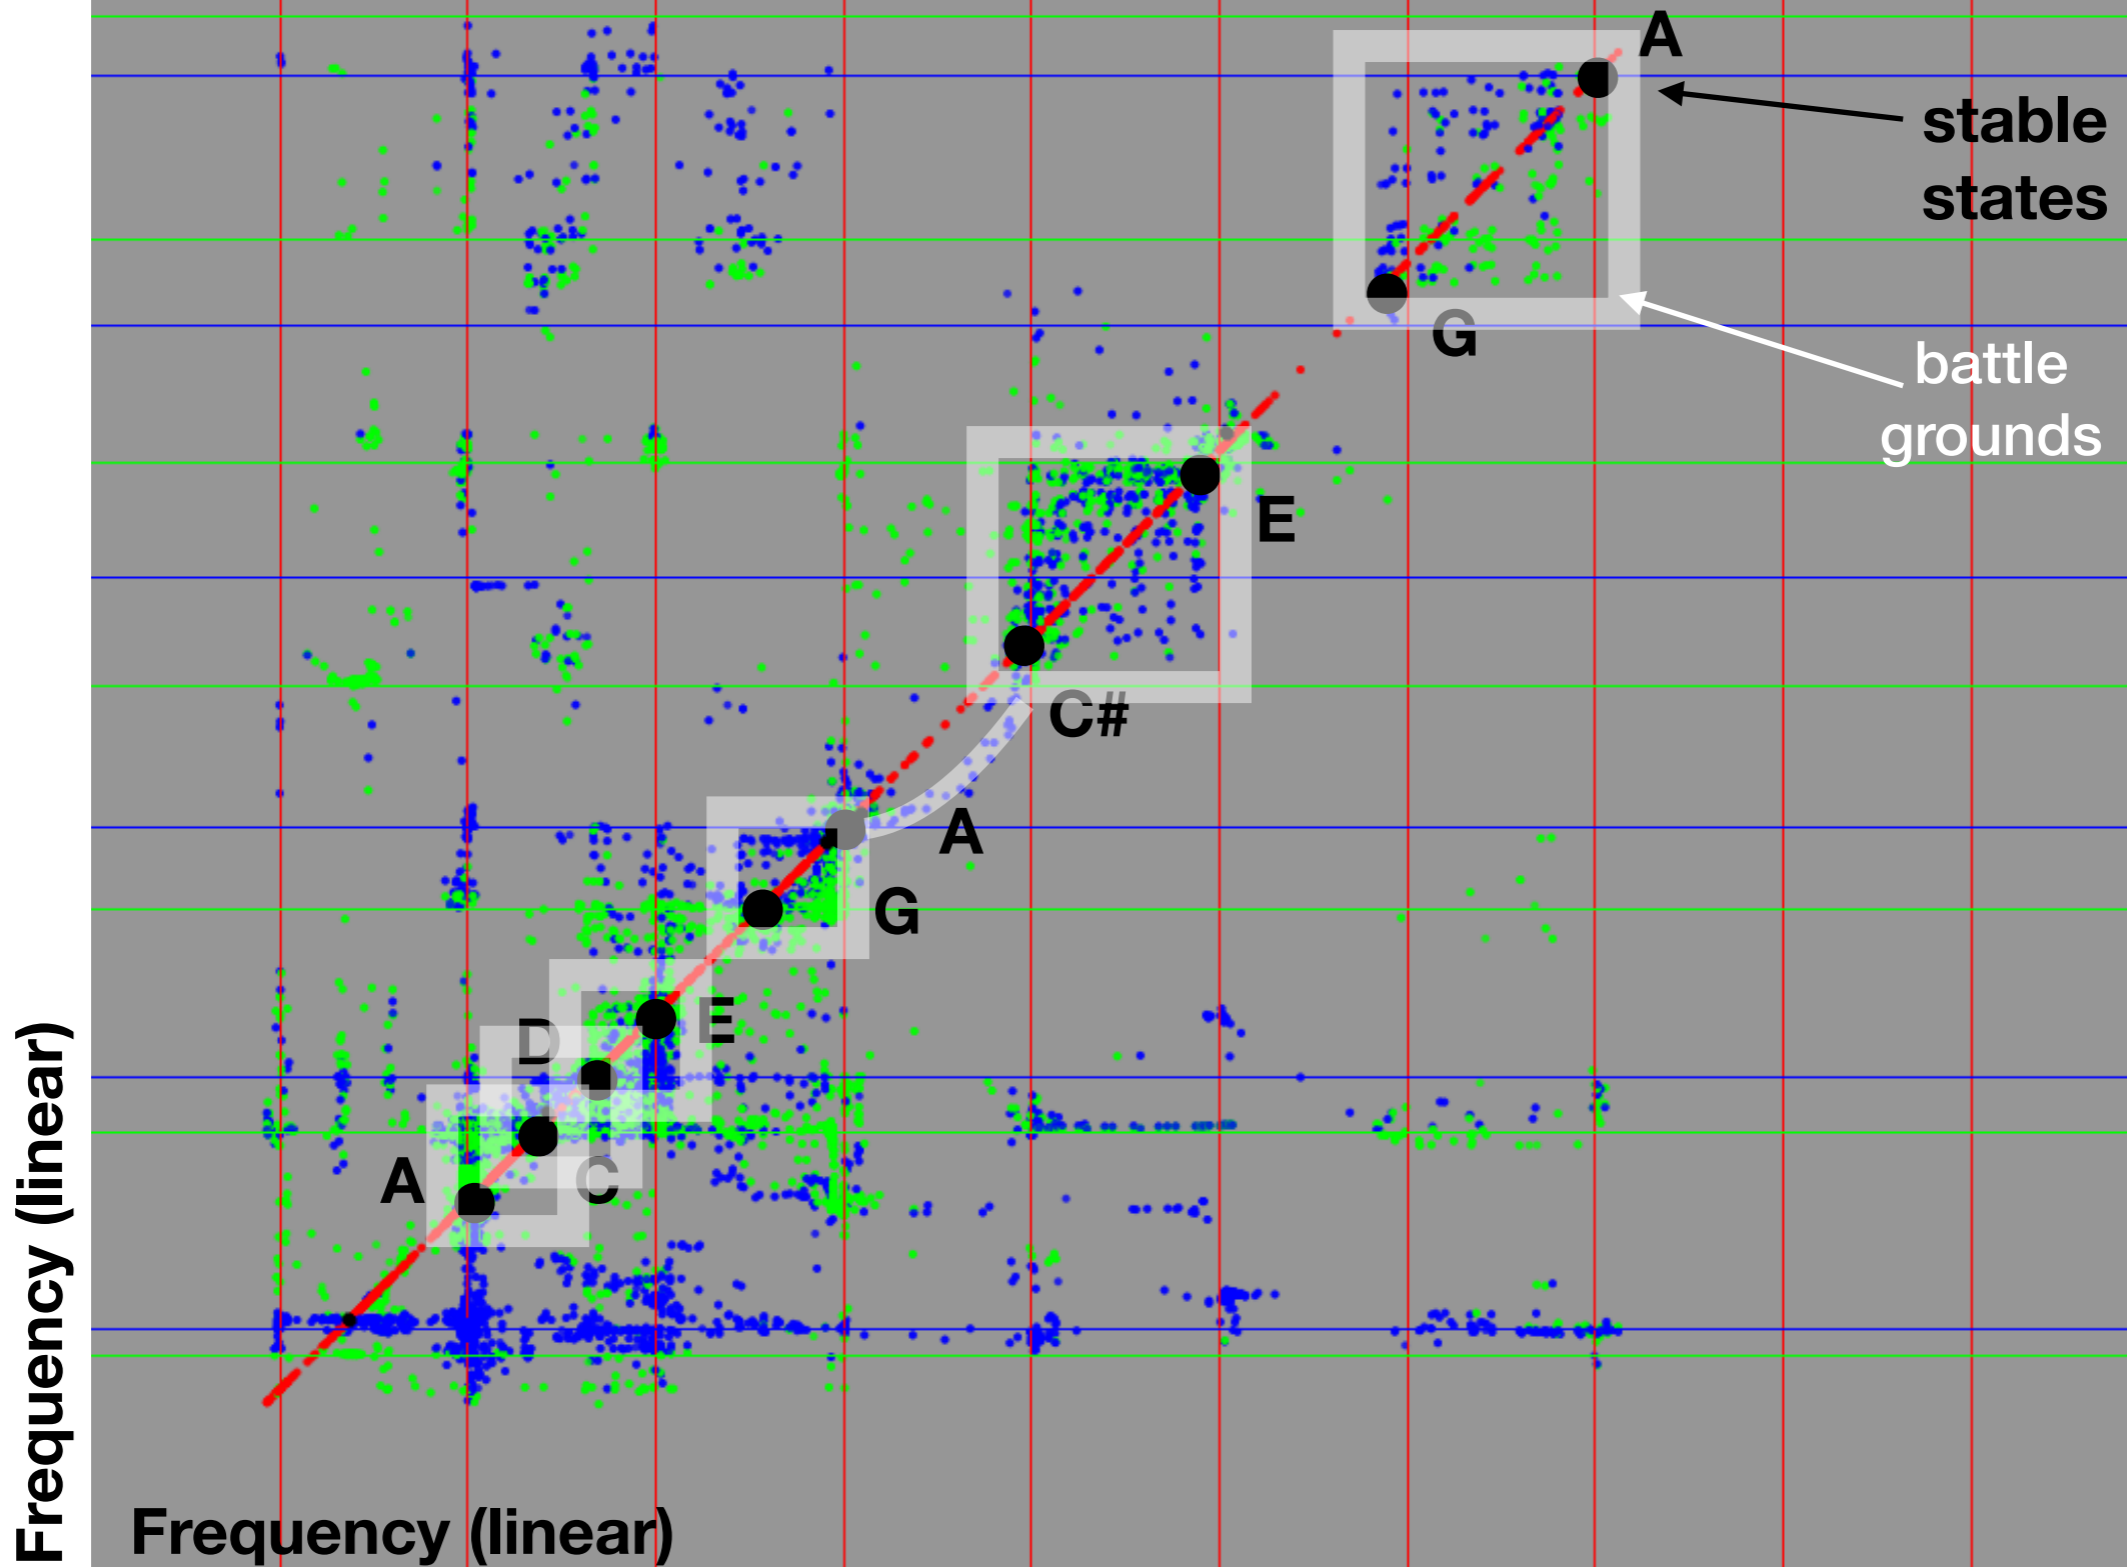 A
stable
states
G
battle
grounds
E
C#
A
G
E
D
A
C
Frequency (linear)
Frequency (linear)